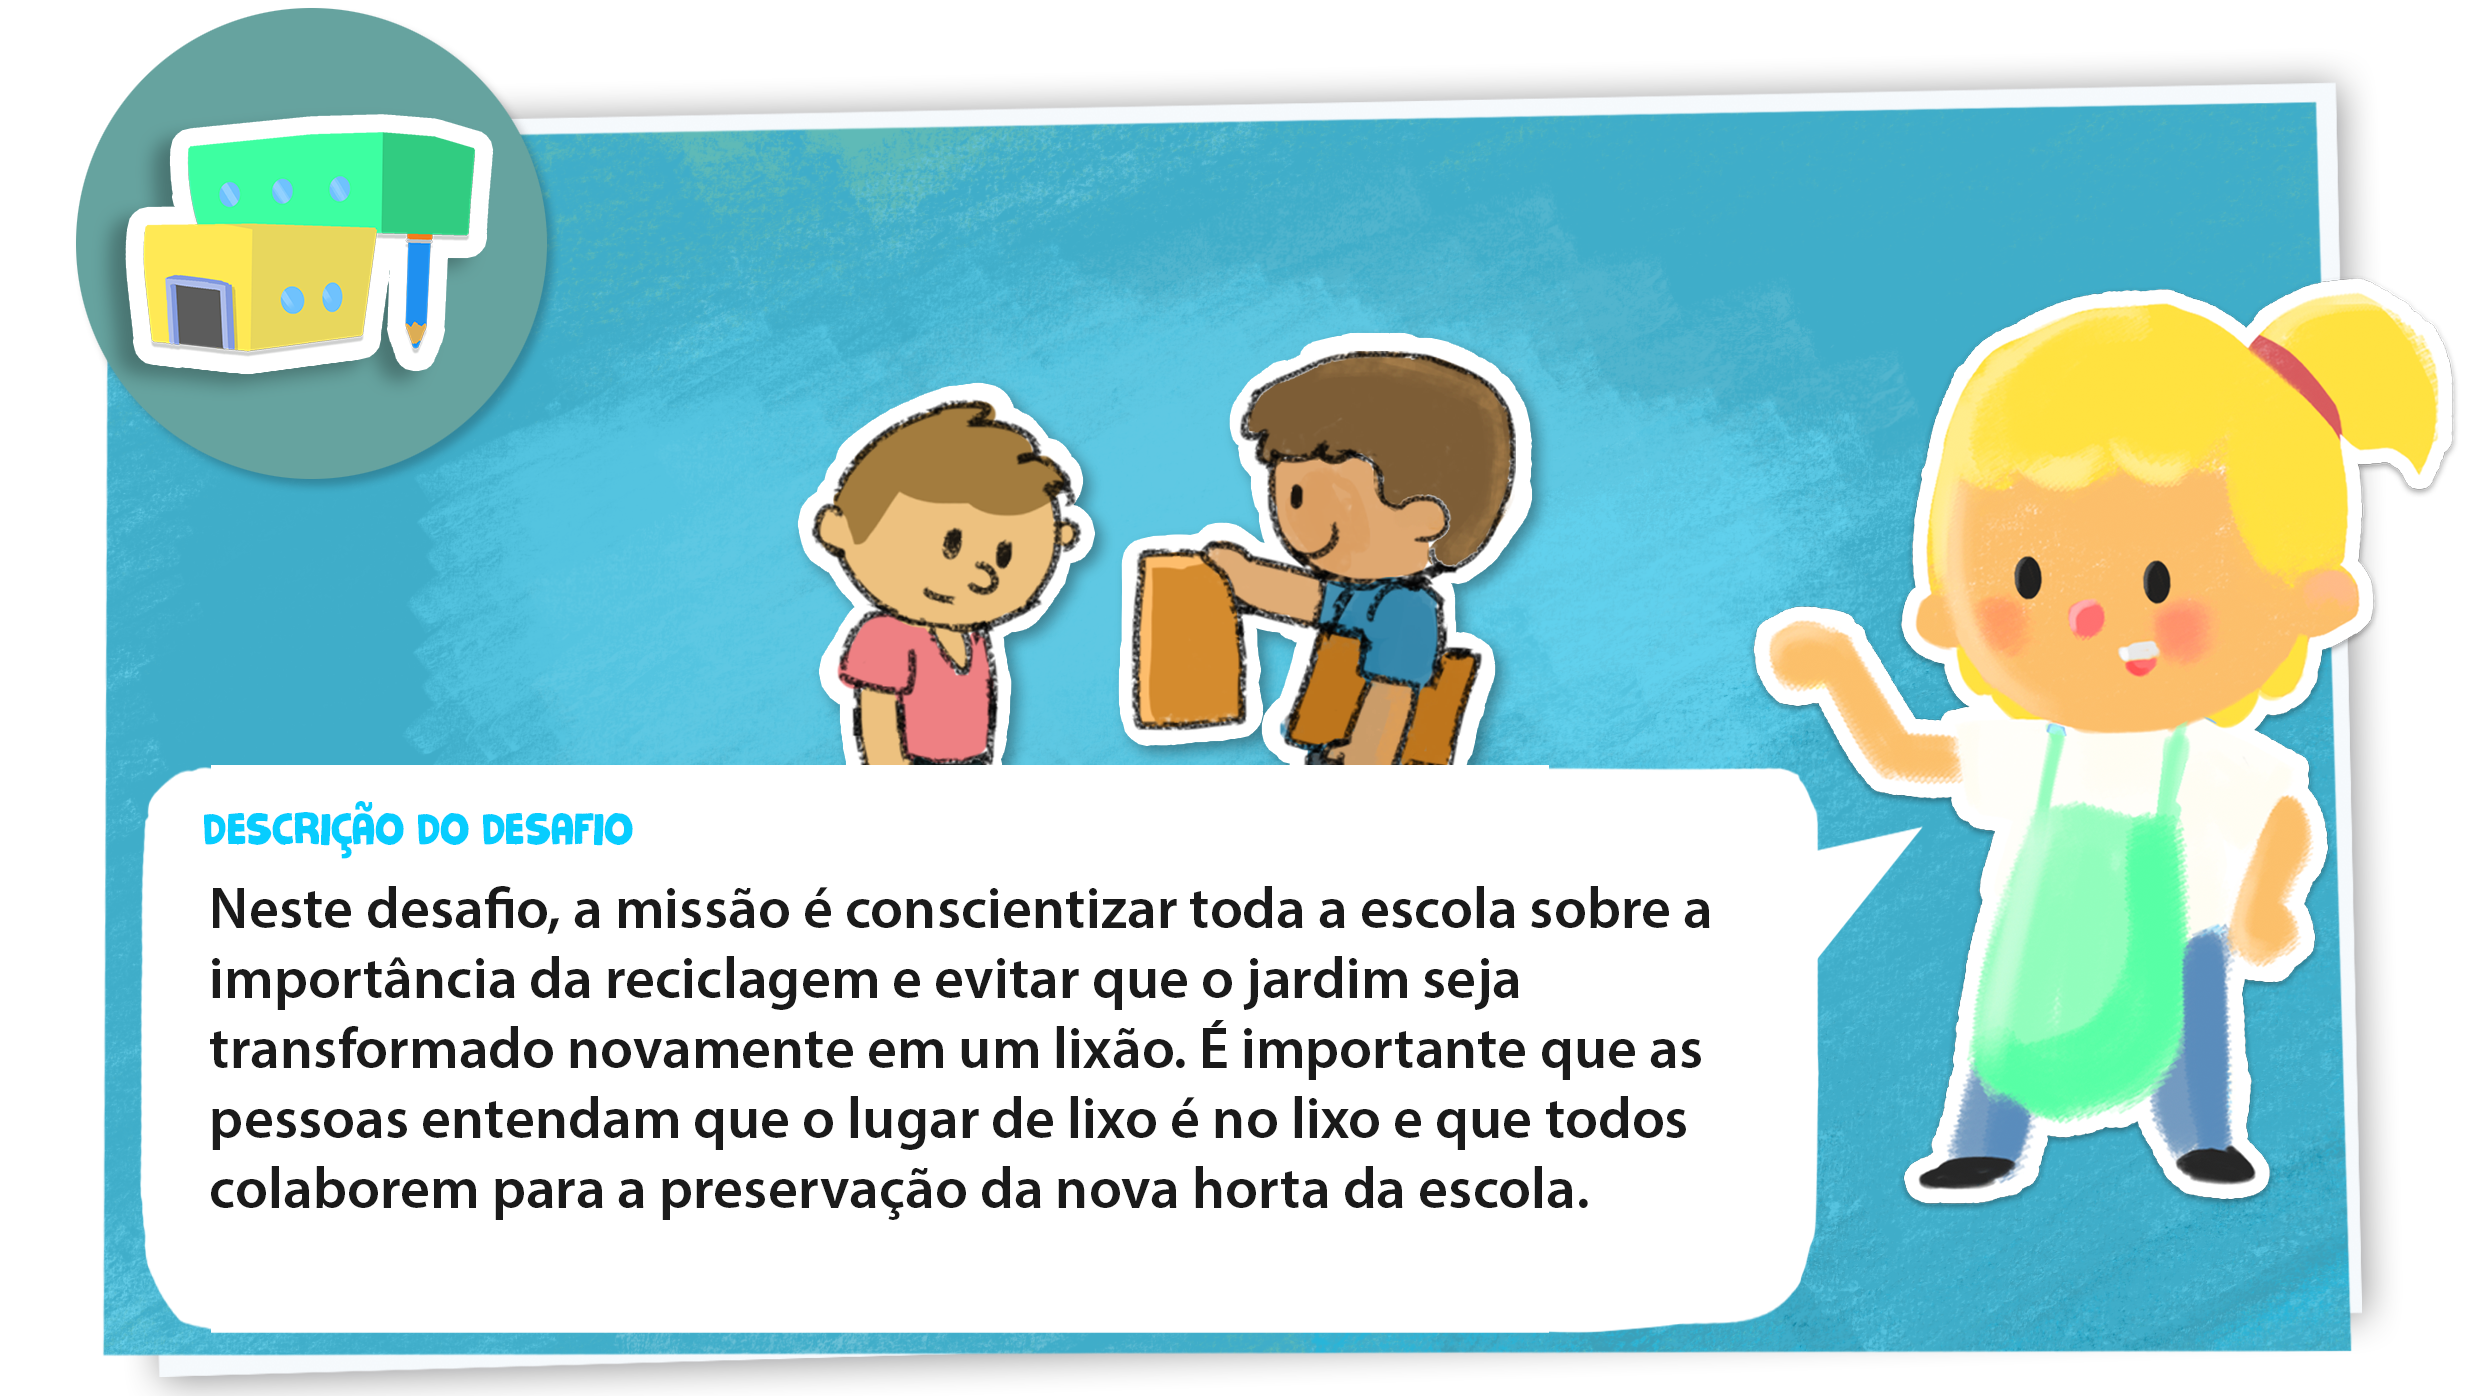 DESCRIÇÃO DO DESAFIO
Neste desafio, a missão é conscientizar toda a escola sobre a
importância da reciclagem e evitar que o jardim seja
transformado novamente em um lixão. É importante que as
pessoas entendam que o lugar de lixo é no lixo e que todos
colaborem para a preservação da nova horta da escola.